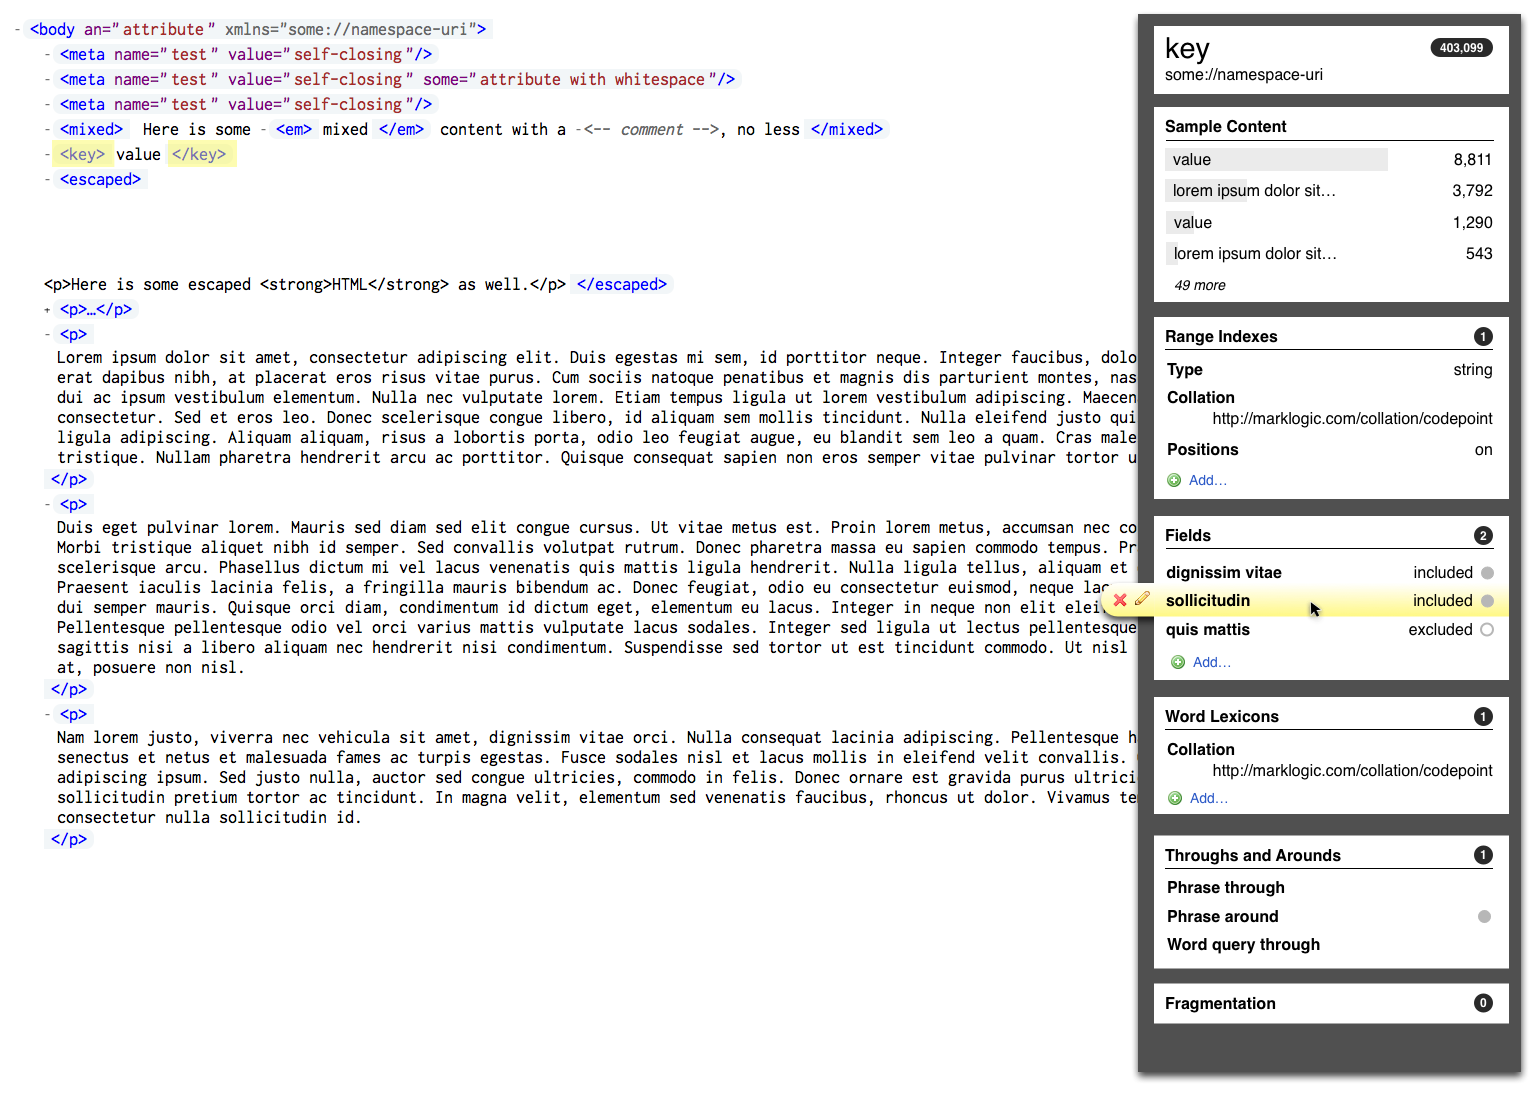 - <body an="attribute" xmlns="some://namespace-uri">
- <meta name="test" value="self-closing"/>
- <meta name="test" value="self-closing" some="attribute with whitespace"/>
- <meta name="test" value="self-closing"/>
- <mixed> Here is some - <em> mixed </em> content with a -<-- comment -->, no less </mixed>
- <key> value </key>
- <escaped>
<p>Here is some escaped <strong>HTML</strong> as well.</p> </escaped>
+ <p>…</p>
- <p>
Lorem ipsum dolor sit amet, consectetur adipiscing elit. Duis egestas mi sem, id porttitor neque. Integer faucibus, dolo
erat dapibus nibh, at placerat eros risus vitae purus. Cum sociis natoque penatibus et magnis dis parturient montes, nas
dui ac ipsum vestibulum elementum. Nulla nec vulputate lorem. Etiam tempus ligula ut lorem vestibulum adipiscing. Maecen
consectetur. Sed et eros leo. Donec scelerisque congue libero, id aliquam sem mollis tincidunt. Nulla eleifend justo qui
ligula adipiscing. Aliquam aliquam, risus a lobortis porta, odio leo feugiat augue, eu blandit sem leo a quam. Cras male
tristique. Nullam pharetra hendrerit arcu ac porttitor. Quisque consequat sapien non eros semper vitae pulvinar tortor u
</p>
- <p>
Duis eget pulvinar lorem. Mauris sed diam sed elit congue cursus. Ut vitae metus est. Proin lorem metus, accumsan nec co
Morbi tristique aliquet nibh id semper. Sed convallis volutpat rutrum. Donec pharetra massa eu sapien commodo tempus. Pr
scelerisque arcu. Phasellus dictum mi vel lacus venenatis quis mattis ligula hendrerit. Nulla ligula tellus, aliquam et
Praesent iaculis lacinia felis, a fringilla mauris bibendum ac. Donec feugiat, odio eu consectetur euismod, neque lac
dui semper mauris. Quisque orci diam, condimentum id dictum eget, elementum eu lacus. Integer in neque non elit elei
Pellentesque pellentesque odio vel orci varius mattis vulputate lacus sodales. Integer sed ligula ut lectus pellentesque
sagittis nisi a libero aliquam nec hendrerit nisi condimentum. Suspendisse sed tortor ut est tincidunt commodo. Ut nisl
at, posuere non nisl.
</p>
- <p>
Nam lorem justo, viverra nec vehicula sit amet, dignissim vitae orci. Nulla consequat lacinia adipiscing. Pellentesque h
senectus et netus et malesuada fames ac turpis egestas. Fusce sodales nisl et lacus mollis in eleifend velit convallis.
adipiscing ipsum. Sed justo nulla, auctor sed congue ultricies, commodo in felis. Donec ornare est gravida purus ultrici
sollicitudin pretium tortor ac tincidunt. In magna velit, elementum sed venenatis faucibus, rhoncus ut dolor. Vivamus te
consectetur nulla sollicitudin id.
</p>
key 403,099
some://namespace-uri
Sample Content
value 8,811
lorem ipsum dolor sit… 3,792
value 1,290
lorem ipsum dolor sit… 543
49 more
Range Indexes 1
Type string
Collation
http://marklogic.com/collation/codepoint
Positions on
Add…
Fields 2
dignissim vitae included
sollicitudin included
quis mattis excluded
Add…
Word Lexicons 1
Collation
http://marklogic.com/collation/codepoint
Add…
Throughs and Arounds 1
Phrase through
Phrase around
Word query through
Fragmentation 0